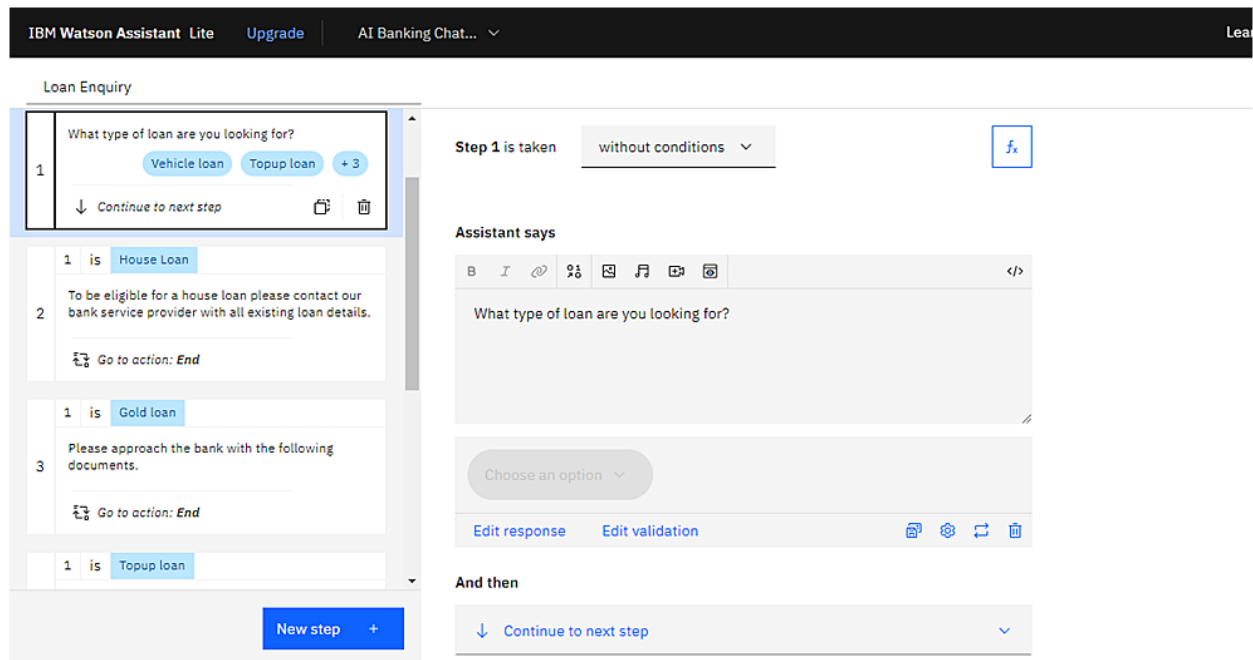 IBM Watson Assistant Lite Upgrade AI Banking Chat...
Loan Enquiry
1
What type of loan are you looking for?
Vehicle loan Topup loan + 3
Continue to next step
1 is House Loan
2
To be eligible for a house loan please contact our
bank service provider with all existing loan details.
Go to action: End
1 is Gold loan
3
Please approach the bank with the following
documents.
Go to action: End
1 is Topup loan
New step +
Step 1 is taken without conditions
fx
Assistant says
B I </>
What type of loan are you looking for?
Choose an option
Edit response Edit validation
And then
Continue to next step